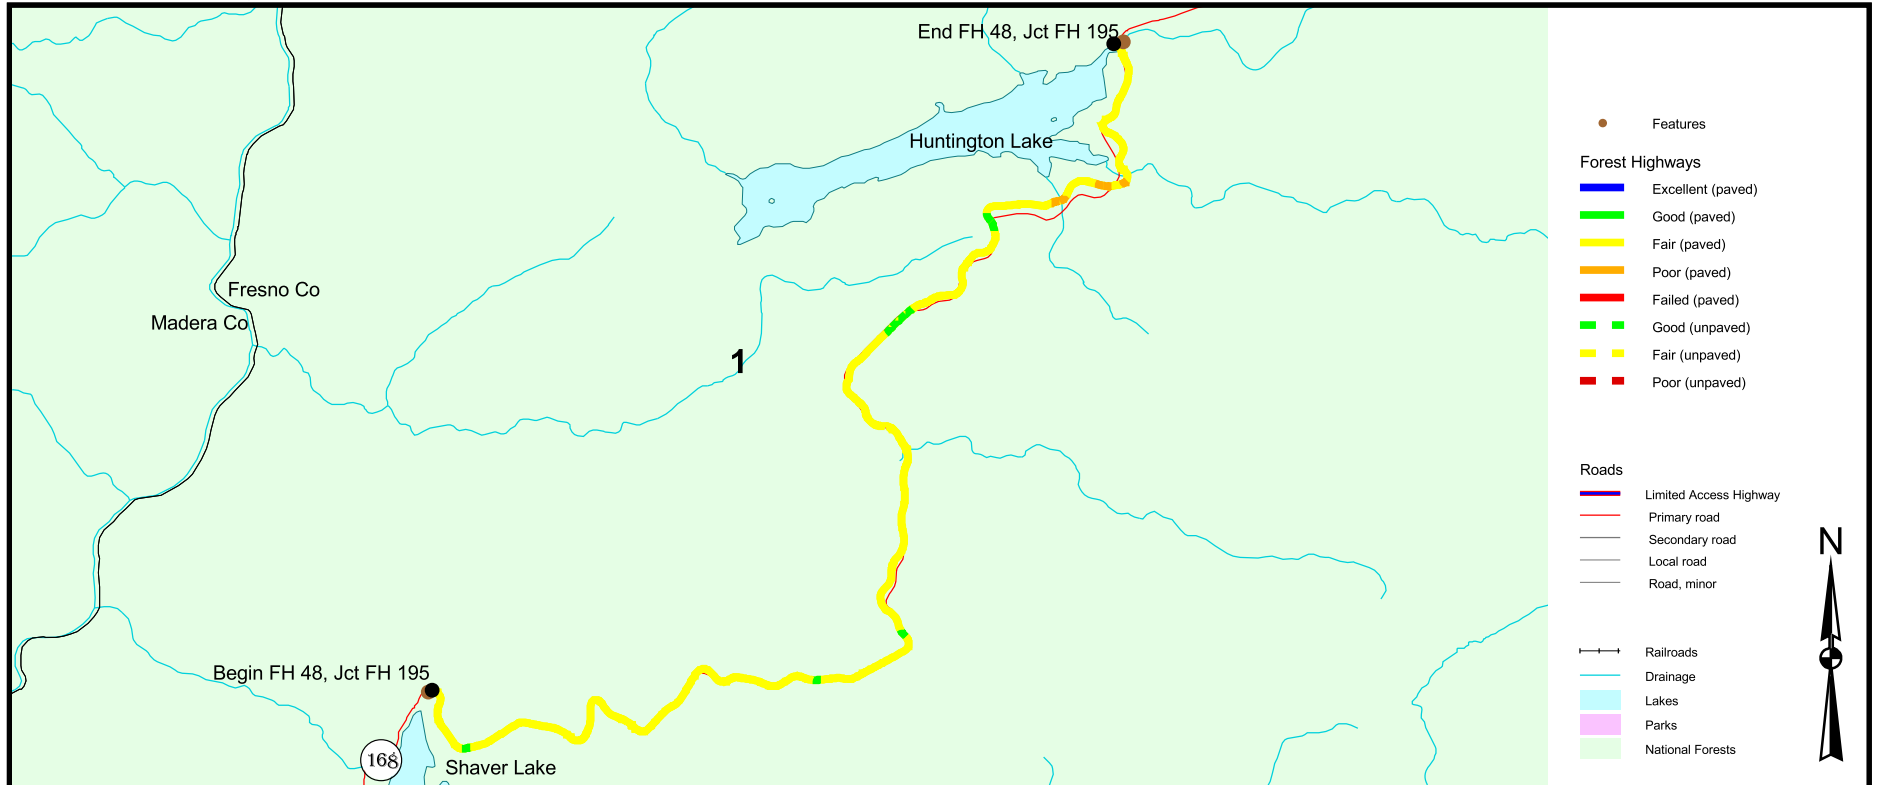 End FH 48, Jct FH 195
Huntington Lake
Fresno Co
Madera Co
1
Begin FH 48, Jct FH 195
168
Shaver Lake
Features
Forest Highways
Excellent (paved)
Good (paved)
Fair (paved)
Poor (paved)
Failed (paved)
Good (unpaved)
Fair (unpaved)
Poor (unpaved)
Roads
Limited Access Highway
Primary road
Secondary road
Local road
Road, minor
N
Railroads
Drainage
Lakes
Parks
National Forests